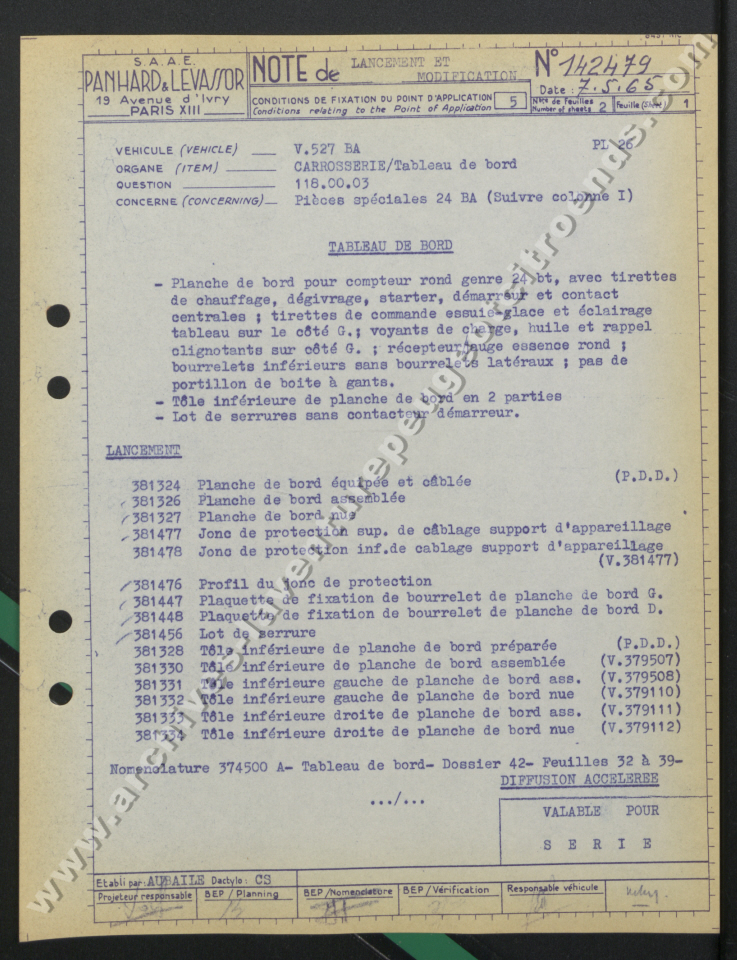 S.A.A.E.
PANHARD & LEVASSOR
19 Avenue d'Ivry
PARIS XIII
NOTE de LANCEMENT ET
MODIFICATION
CONDITIONS DE FIXATION DU POINT D'APPLICATION 5
Conditions relating to the Point of Application
N° 142479
Date : 7.5.65
Nbre de Feuilles 2
Number of sheets
Feuille (Sheet) 1
VEHICULE (VEHICLE) V.527 BA PL 26
ORGANE (ITEM) CARROSSERIE/Tableau de bord
QUESTION 118.00.03
CONCERNE (CONCERNING) Pièces spéciales 24 BA (Suivre colonne I)
TABLEAU DE BORD
- Planche de bord pour compteur rond genre 24 bt, avec tirettes
de chauffage, dégivrage, starter, démarreur et contact
centrales ; tirettes de commande essuie-glace et éclairage
tableau sur le côté G.; voyants de charge, huile et rappel
clignotants sur côté G. ; récepteur jauge essence rond ;
bourrelets inférieurs sans bourrelets latéraux ; pas de
portillon de boite à gants.
- Tôle inférieure de planche de bord en 2 parties
- Lot de serrures sans contacteur démarreur.
LANCEMENT
381324 Planche de bord équipée et câblée (P.D.D.)
381326 Planche de bord assemblée
381327 Planche de bord nue
381477 Jonc de protection sup. de câblage support d'appareillage
381478 Jonc de protection inf.de cablage support d'appareillage
(V.381477)
381476 Profil du jonc de protection
381447 Plaquette de fixation de bourrelet de planche de bord G.
381448 Plaquette de fixation de bourrelet de planche de bord D.
381456 Lot de serrure
381328 Tôle inférieure de planche de bord préparée (P.D.D.)
381330 Tôle inférieure de planche de bord assemblée (V.379507)
381331 Tôle inférieure gauche de planche de bord ass. (V.379508)
381332 Tôle inférieure gauche de planche de bord nue (V.379110)
381333 Tôle inférieure droite de planche de bord ass. (V.379111)
381334 Tôle inférieure droite de planche de bord nue (V.379112)
Nomenclature 374500 A- Tableau de bord- Dossier 42- Feuilles 32 à 39-
DIFFUSION ACCELEREE
.../...
VALABLE POUR
S E R I E
Etabli par: AUBAILE Dactylo: CS
Projeteur responsable
BEP / Planning
BEP / Nomenclature
BEP / Vérification
Responsable véhicule
www.archives-laventurepeugeotcitroends.com